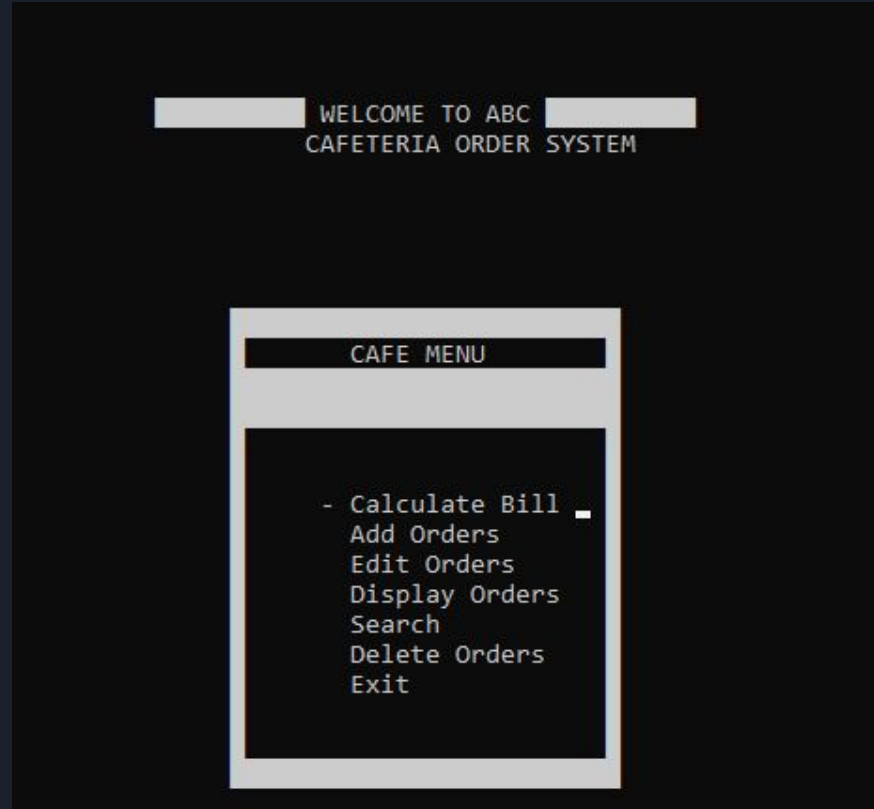 WELCOME TO ABC
CAFETERIA ORDER SYSTEM
CAFE MENU
- Calculate Bill
Add Orders
Edit Orders
Display Orders
Search
Delete Orders
Exit